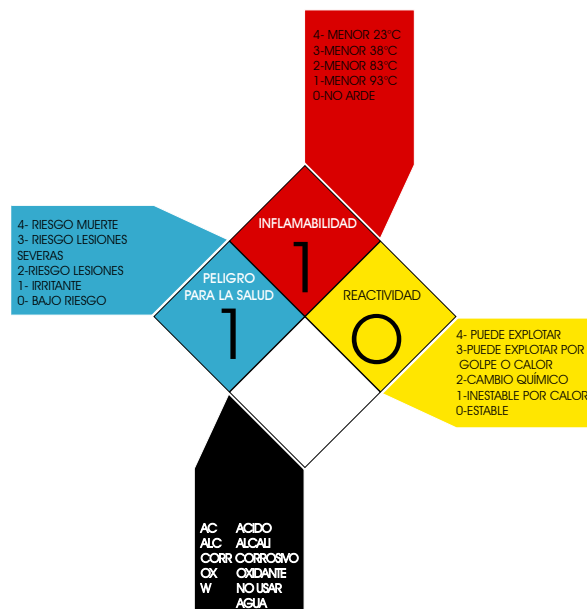 4- MENOR 23°C
3- MENOR 38°C
2-MENOR 83°C
1-MENOR 93°C
0-NO ARDE
INFLAMABILIDAD
1
4- RIESGO MUERTE
3- RIESGO LESIONES
SEVERAS
2-RIESGO LESIONES
1- IRRITANTE
0- BAJO RIESGO
PELIGRO
PARA LA SALUD
1
REACTIVIDAD
0
4- PUEDE EXPLOTAR
3-PUEDE EXPLOTAR POR
GOLPE O CALOR
2-CAMBIO QUÍMICO
1-INESTABLE POR CALOR
0-ESTABLE
AC ACIDO
ALC ALCALI
CORR CORROSIVO
OX OXIDANTE
W NO USAR
AGUA